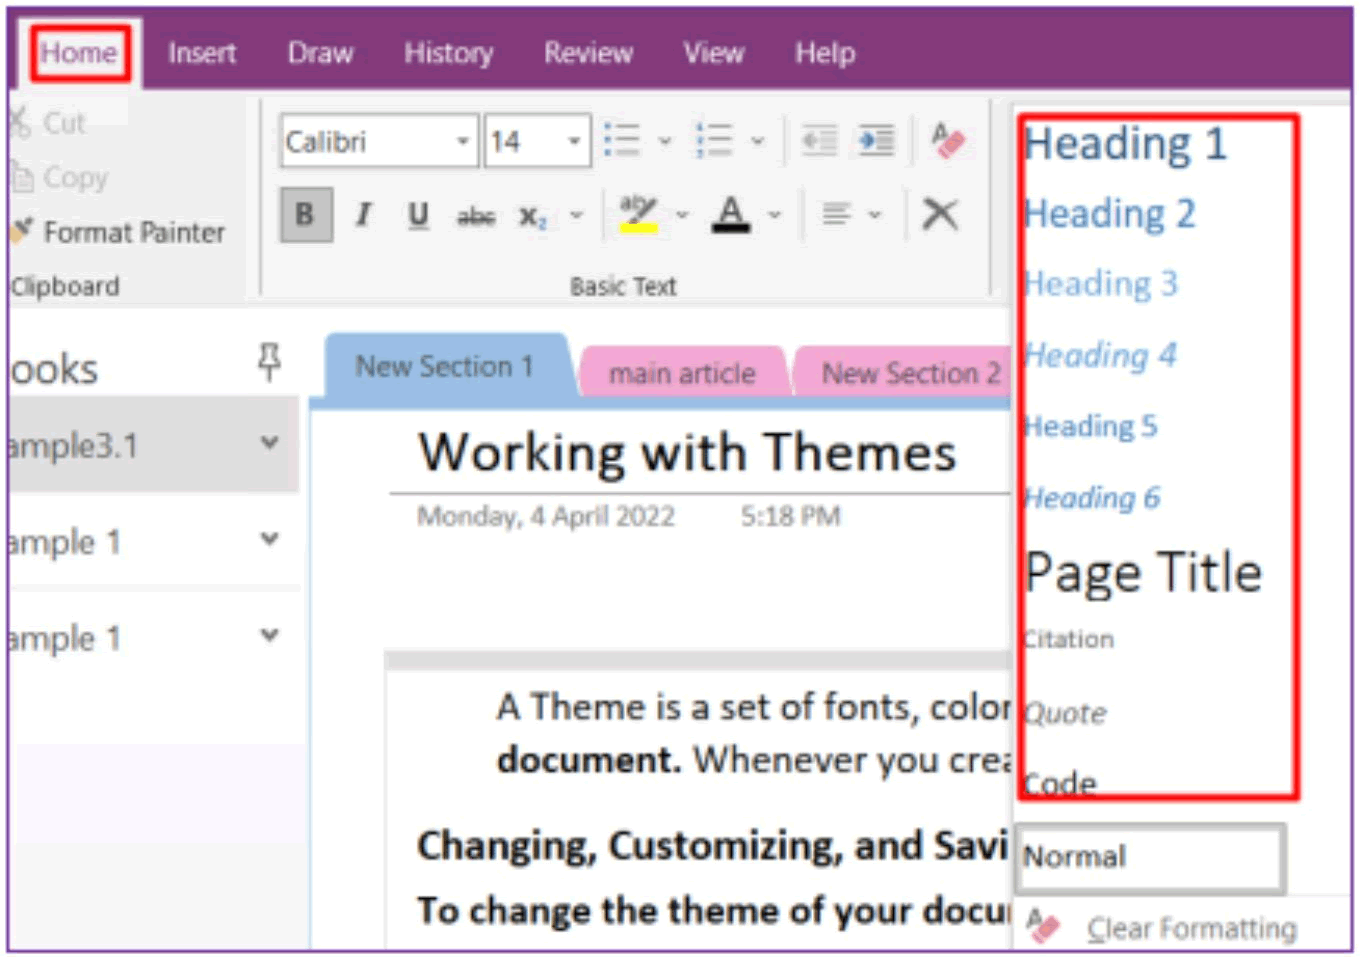 Home Insert Draw History Review View Help
Cut
Copy
Format Painter
Clipboard
Calibri 14
B I U abc x2 aby A
Basic Text
Heading 1
Heading 2
Heading 3
Heading 4
Heading 5
Heading 6
Page Title
Citation
Quote
Code
Normal
Clear Formatting
ooks
ample3.1
ample 1
ample 1
New Section 1 main article New Section 2
Working with Themes
Monday, 4 April 2022 5:18 PM
A Theme is a set of fonts, color
document. Whenever you crea
Changing, Customizing, and Savi
To change the theme of your docu